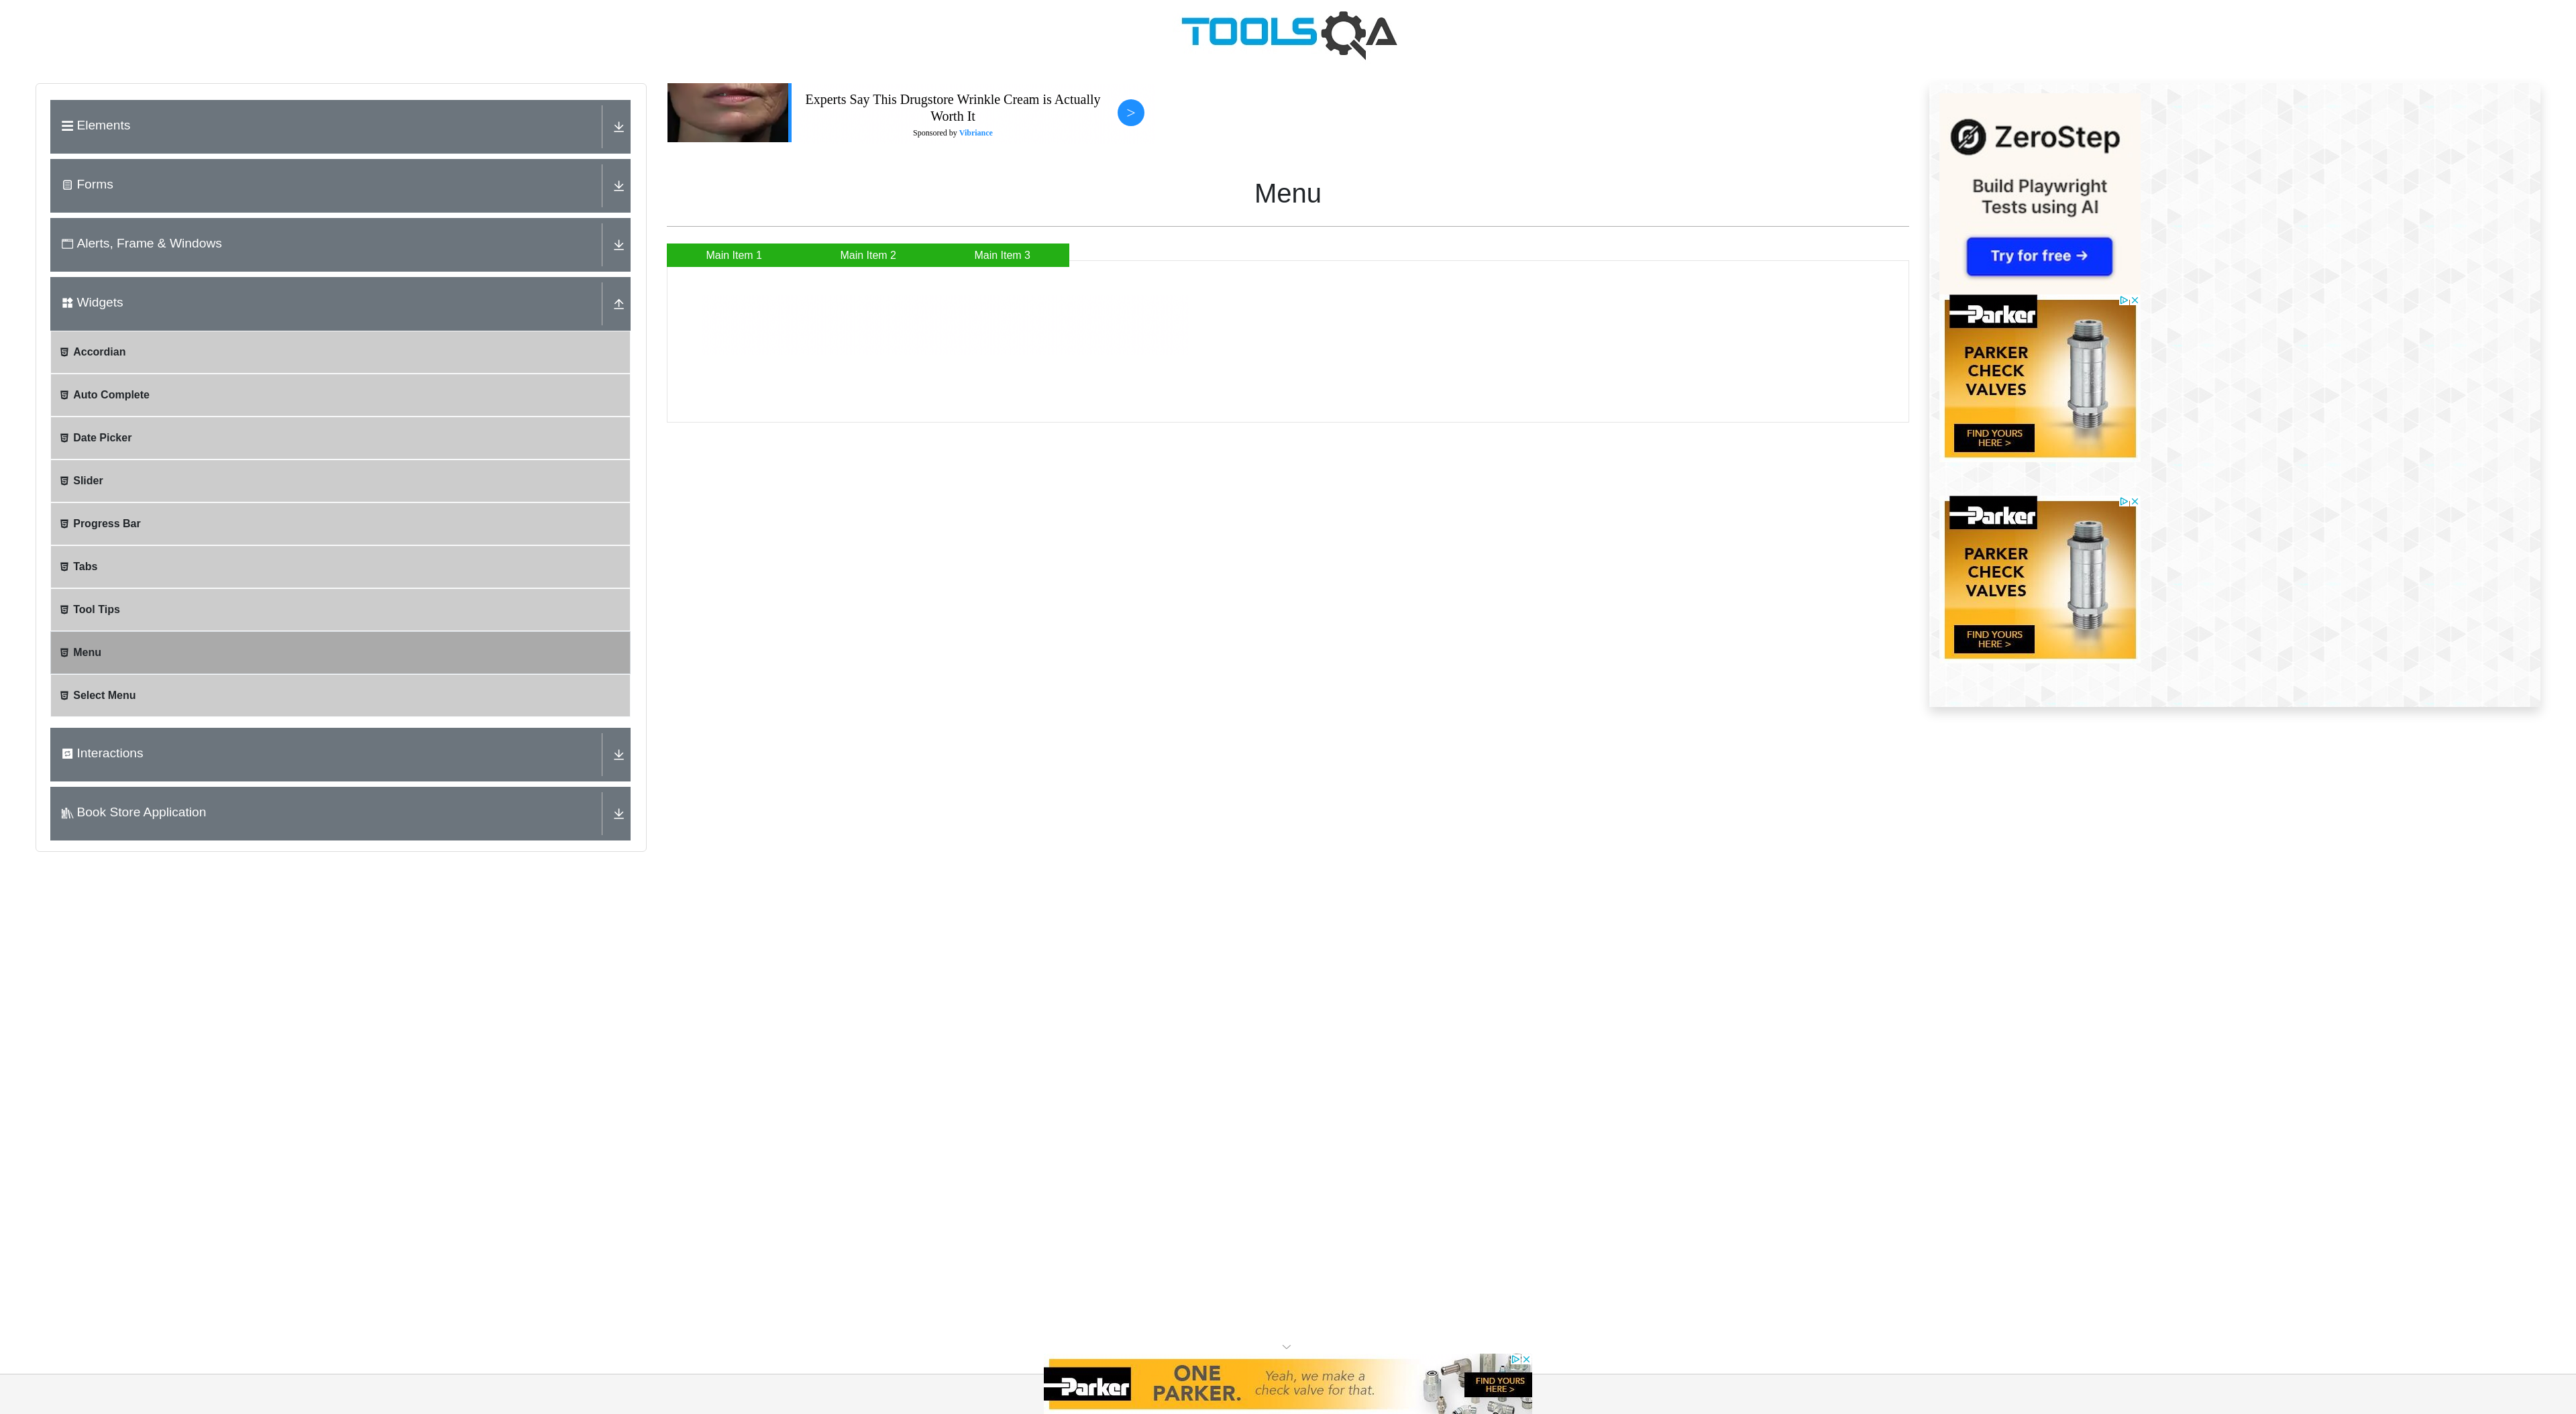 TOOLSQA
Elements
Forms
Alerts, Frame & Windows
Widgets
Accordian
Auto Complete
Date Picker
Slider
Progress Bar
Tabs
Tool Tips
Menu
Select Menu
Interactions
Book Store Application
Experts Say This Drugstore Wrinkle Cream is Actually
Worth It
Sponsored by Vibriance
>
Menu
Main Item 1
Main Item 2
Main Item 3
ZeroStep
Build Playwright
Tests using AI
Try for free →
Parker
PARKER
CHECK
VALVES
FIND YOURS
HERE >
Parker
PARKER
CHECK
VALVES
FIND YOURS
HERE >
Parker
ONE
PARKER.
Yeah, we make a
check valve for that.
FIND YOURS
HERE >